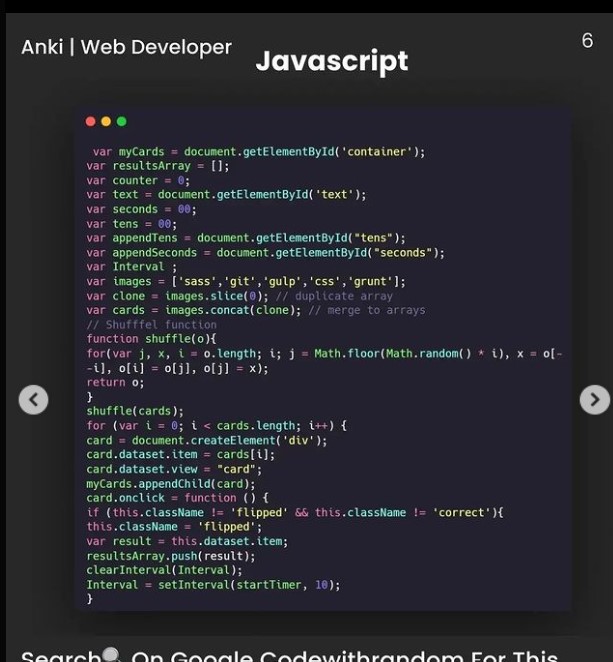 Anki | Web Developer
Javascript
6
var myCards = document.getElementById('container');
var resultsArray = [];
var counter = 0;
var text = document.getElementById('text');
var seconds = 00;
var tens = 00;
var appendTens = document.getElementById("tens");
var appendSeconds = document.getElementById("seconds");
var Interval ;
var images = ['sass','git','gulp','css','grunt'];
var clone = images.slice(0); // duplicate array
var cards = images.concat(clone); // merge to arrays
// Shufffel function
function shuffle(o){
for(var j, x, i = o.length; i; j = Math.floor(Math.random() * i), x = o[-
-i], o[i] = o[j], o[j] = x);
return o;
}
shuffle(cards);
for (var i = 0; i < cards.length; i++) {
card = document.createElement('div');
card.dataset.item = cards[i];
card.dataset.view = "card";
myCards.appendChild(card);
card.onclick = function () {
if (this.className != 'flipped' && this.className != 'correct'){
this.className = 'flipped';
var result = this.dataset.item;
resultsArray.push(result);
clearInterval(Interval);
Interval = setInterval(startTimer, 10);
}
Search On Google Codewithrandom For This